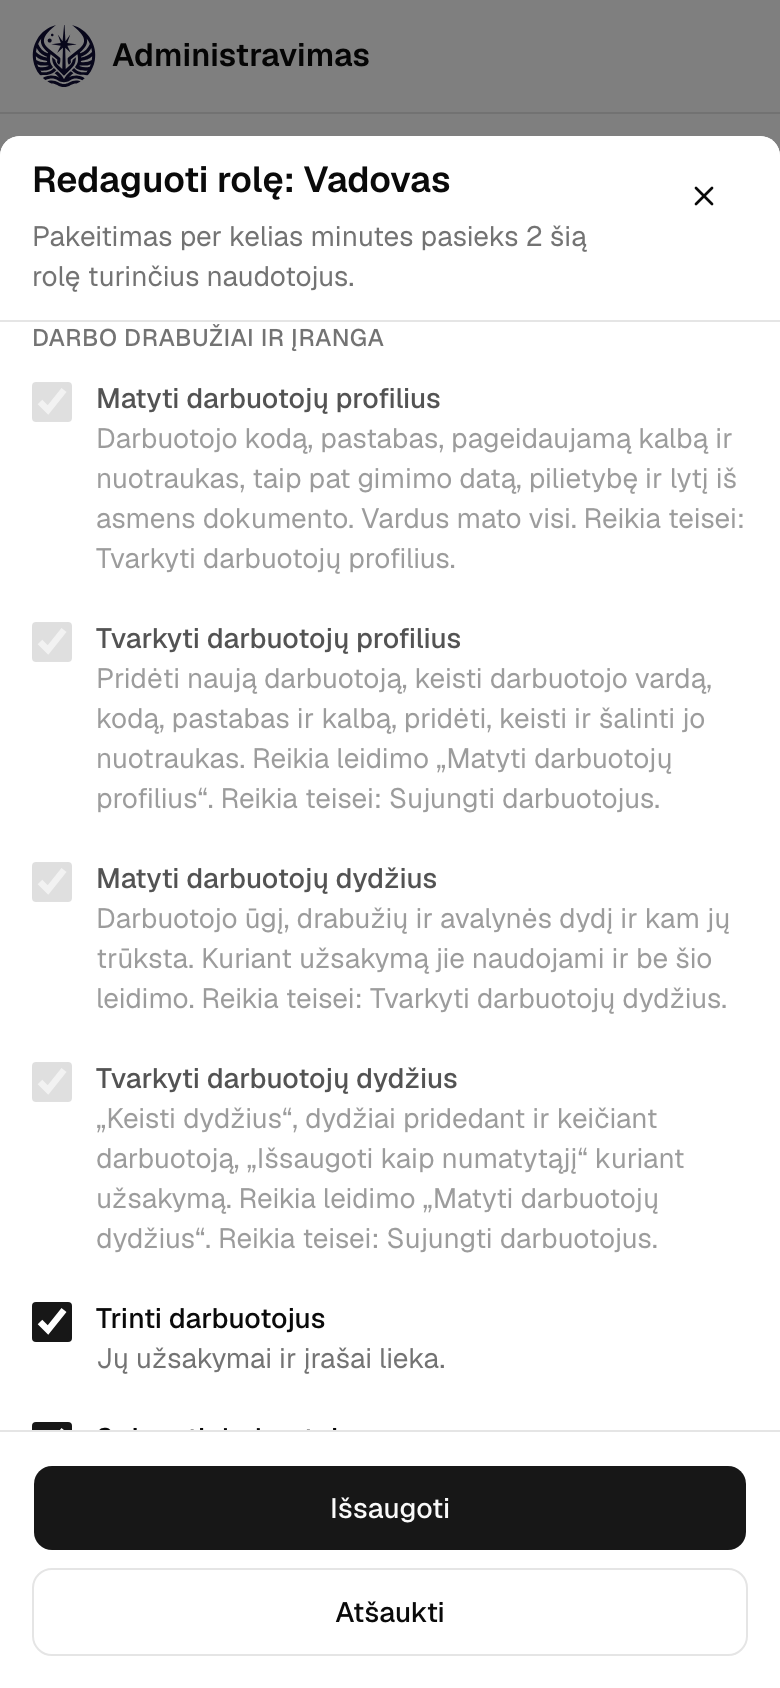 Administravimas
Redaguoti rolę: Vadovas
Pakeitimas per kelias minutes pasieks 2 šią
rolę turinčius naudotojus.
DARBO DRABUŽIAI IR ĮRANGA
Matyti darbuotojų profilius
Darbuotojo kodą, pastabas, pageidaujamą kalbą ir
nuotraukas, taip pat gimimo datą, pilietybę ir lytį iš
asmens dokumento. Vardus mato visi. Reikia teisei:
Tvarkyti darbuotojų profilius.
Tvarkyti darbuotojų profilius
Pridėti naują darbuotoją, keisti darbuotojo vardą,
kodą, pastabas ir kalbą, pridėti, keisti ir šalinti jo
nuotraukas. Reikia leidimo „Matyti darbuotojų
profilius“. Reikia teisei: Sujungti darbuotojus.
Matyti darbuotojų dydžius
Darbuotojo ūgį, drabužių ir avalynės dydį ir kam jų
trūksta. Kuriant užsakymą jie naudojami ir be šio
leidimo. Reikia teisei: Tvarkyti darbuotojų dydžius.
Tvarkyti darbuotojų dydžius
„Keisti dydžius“, dydžiai pridedant ir keičiant
darbuotoją, „Išsaugoti kaip numatytąjį“ kuriant
užsakymą. Reikia leidimo „Matyti darbuotojų
dydžius“. Reikia teisei: Sujungti darbuotojus.
Trinti darbuotojus
Jų užsakymai ir įrašai lieka.
Išsaugoti
Atšaukti